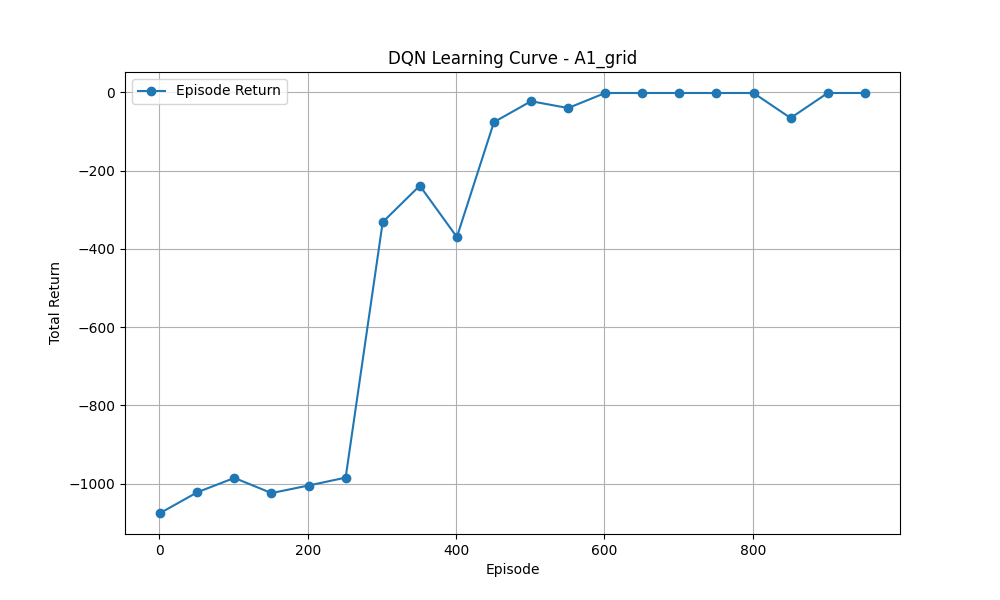 DQN Learning Curve - A1_grid
Episode Return
0
−200
−400
−600
−800
−1000
Total Return
0 200 400 600 800
Episode